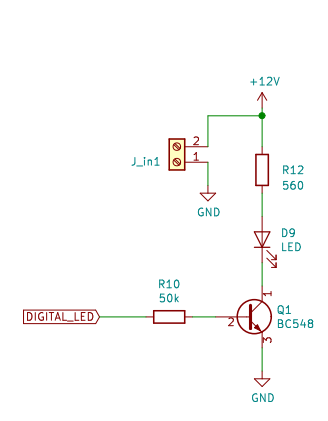 +12V
2
J_in1
1
R12
560
GND
D9
LED
R10
50k
1
Q1
DIGITAL_LED
2
BC548
3
GND